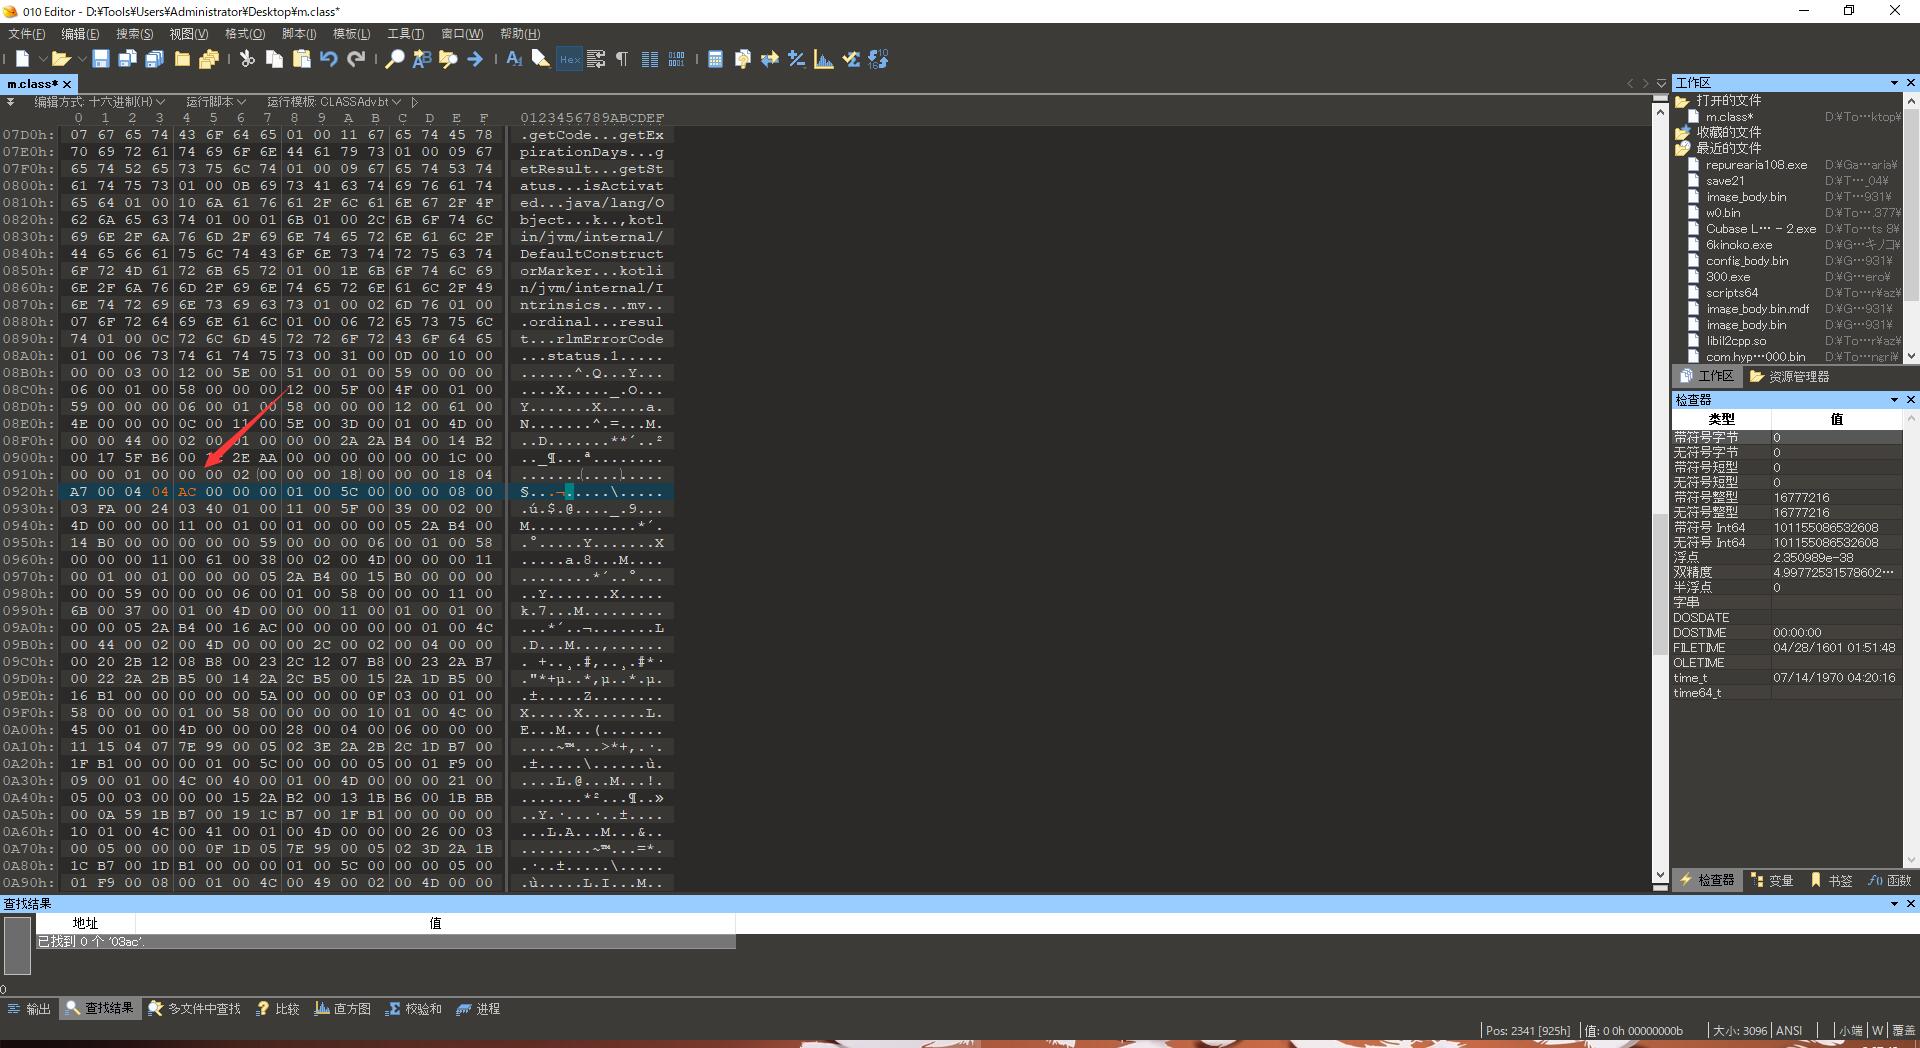 010 Editor - D:¥Tools¥Users¥Administrator¥Desktop¥m.class*
文件(F) 编辑(E) 搜索(S) 视图(V) 格式(O) 脚本(I) 模板(L) 工具(T) 窗口(W) 帮助(H)
m.class* ×
编辑方式: 十六进制(H) 运行脚本 运行模板: CLASSAdv.bt
0 1 2 3 4 5 6 7 8 9 A B C D E F 0123456789ABCDEF
07D0h: 07 67 65 74 43 6F 64 65 01 00 11 67 65 74 45 78 .getCode...getEx
07E0h: 70 69 72 61 74 69 6F 6E 44 61 79 73 01 00 09 67 pirationDays...g
07F0h: 65 74 52 65 73 75 6C 74 01 00 09 67 65 74 53 74 etResult...getSt
0800h: 61 74 75 73 01 00 0B 69 73 41 63 74 69 76 61 74 atus...isActivat
0810h: 65 64 01 00 10 6A 61 76 61 2F 6C 61 6E 67 2F 4F ed...java/lang/O
0820h: 62 6A 65 63 74 01 00 01 6B 01 00 2C 6B 6F 74 6C bject...k..,kotl
0830h: 69 6E 2F 6A 76 6D 2F 69 6E 74 65 72 6E 61 6C 2F in/jvm/internal/
0840h: 44 65 66 61 75 6C 74 43 6F 6E 73 74 72 75 63 74 DefaultConstruct
0850h: 6F 72 4D 61 72 6B 65 72 01 00 1E 6B 6F 74 6C 69 orMarker...kotli
0860h: 6E 2F 6A 76 6D 2F 69 6E 74 65 72 6E 61 6C 2F 49 n/jvm/internal/I
0870h: 6E 74 72 69 6E 73 69 63 73 01 00 02 6D 76 01 00 ntrinsics...mv..
0880h: 07 6F 72 64 69 6E 61 6C 01 00 06 72 65 73 75 6C .ordinal...resul
0890h: 74 01 00 0C 72 6C 6D 45 72 72 6F 72 43 6F 64 65 t...rlmErrorCode
08A0h: 01 00 06 73 74 61 74 75 73 00 31 00 0D 00 10 00 ...status.1.....
08B0h: 00 00 03 00 12 00 5E 00 51 00 01 00 59 00 00 00 ......^.Q...Y...
08C0h: 06 00 01 00 58 00 00 00 12 00 5F 00 4F 00 01 00 ....X....._.O...
08D0h: 59 00 00 00 06 00 01 00 58 00 00 00 12 00 61 00 Y.......X.....a.
08E0h: 4E 00 00 00 0C 00 11 00 5E 00 3D 00 01 00 4D 00 N.......^.=...M.
08F0h: 00 00 44 00 02 00 01 00 00 00 2A 2A B4 00 14 B2 ..D.......**´..²
0900h: 00 17 5F B6 00 2E AA 00 00 00 00 00 1C 00 .._¶...ª........
0910h: 00 00 01 00 00 00 02 00 00 00 18 00 00 00 18 04 ................
0920h: A7 00 04 04 AC 00 00 00 01 00 5C 00 00 00 08 00 §...¬.....\.....
0930h: 03 FA 00 24 03 40 01 00 11 00 5F 00 39 00 02 00 .ú.$.@...._.9...
0940h: 4D 00 00 00 11 00 01 00 01 00 00 00 05 2A B4 00 M............*´.
0950h: 14 B0 00 00 00 00 00 59 00 00 00 06 00 01 00 58 .°.....Y.......X
0960h: 00 00 00 11 00 61 00 38 00 02 00 4D 00 00 00 11 .....a.8...M....
0970h: 00 01 00 01 00 00 00 05 2A B4 00 15 B0 00 00 00 ........*´..°...
0980h: 00 00 59 00 00 00 06 00 01 00 58 00 00 00 11 00 ..Y.......X.....
0990h: 6B 00 37 00 01 00 4D 00 00 00 11 00 01 00 01 00 k.7...M.........
09A0h: 00 00 05 2A B4 00 16 AC 00 00 00 00 00 01 00 4C ...*´..¬.......L
09B0h: 00 44 00 02 00 4D 00 00 00 2C 00 02 00 04 00 00 .D...M...,......
09C0h: 00 20 2B 12 08 B8 00 23 2C 12 07 B8 00 23 2A B7 . +..¸.#,..¸.#*·
09D0h: 00 22 2A 2B B5 00 14 2A 2C B5 00 15 2A 1D B5 00 ."*+µ..*,µ..*.µ.
09E0h: 16 B1 00 00 00 00 00 5A 00 00 00 0F 03 00 01 00 .±.....Z........
09F0h: 58 00 00 00 01 00 58 00 00 00 00 10 01 00 4C 00 X.....X.......L.
0A00h: 45 00 01 00 4D 00 00 00 28 00 04 00 06 00 00 00 E...M...(.......
0A10h: 11 15 04 07 7E 99 00 05 02 3E 2A 2B 2C 1D B7 00 ....~™...>*+,.·.
0A20h: 1F B1 00 00 00 01 00 5C 00 00 00 05 00 01 F9 00 .±.....\......ù.
0A30h: 09 00 01 00 4C 00 40 00 01 00 4D 00 00 00 21 00 ....L.@...M...!.
0A40h: 05 00 03 00 00 00 15 2A B2 00 13 1B B6 00 1B BB .......*²...¶..»
0A50h: 00 0A 59 1B B7 00 19 1C B7 00 1F B1 00 00 00 00 ..Y.·...·..±....
0A60h: 10 01 00 4C 00 41 00 01 00 4D 00 00 00 26 00 03 ...L.A...M...&..
0A70h: 00 05 00 00 00 0F 1D 05 7E 99 00 05 02 3D 2A 1B ........~™...=*.
0A80h: 1C B7 00 1D B1 00 00 00 01 00 5C 00 00 00 05 00 .·..±.....\.....
0A90h: 01 F9 00 08 00 01 00 4C 00 49 00 02 00 4D 00 00 .ù.....L.I...M..
工作区
打开的文件
m.class* D:¥To⋯ktop¥
收藏的文件
最近的文件
repurearia108.exe D:¥Ga⋯aria¥
save21 D:¥T⋯_04¥
image_body.bin D:¥T⋯931¥
w0.bin D:¥To⋯.377¥
Cubase L⋯ - 2.exe D:¥To⋯ts 8¥
6kinoko.exe D:¥G⋯キノコ¥
config_body.bin D:¥G⋯931¥
300.exe D:¥G⋯ero¥
scripts64 D:¥To⋯r¥az¥
image_body.bin.mdf D:¥G⋯931¥
image_body.bin D:¥G⋯931¥
libil2cpp.so D:¥To⋯r¥az¥
com.hyp⋯000.bin D:¥To⋯ngri¥
工作区 资源管理器
检查器
类型 值
带符号字节 0
无符号字节 0
带符号短型 0
无符号短型 0
带符号整型 16777216
无符号整型 16777216
带符号 Int64 101155086532608
无符号 Int64 101155086532608
浮点 2.350989e-38
双精度 4.99772531578602⋯
半浮点 0
字串
DOSDATE
DOSTIME 00:00:00
FILETIME 04/28/1601 01:51:48
OLETIME
time_t 07/14/1970 04:20:16
time64_t
检查器 变量 书签 函数
查找结果
地址 值
已找到 0 个 '03ac'.
0
输出 查找结果 多文件中查找 比较 直方图 校验和 进程
Pos: 2341 [925h] 值: 0 0h 00000000b 大小: 3096 ANSI 小端 W 覆盖